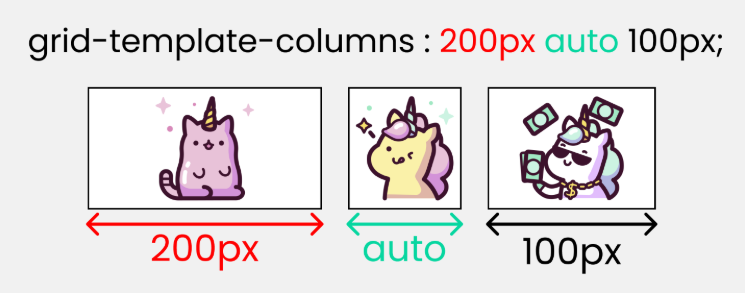 grid-template-columns : 200px auto 100px;
200px auto 100px